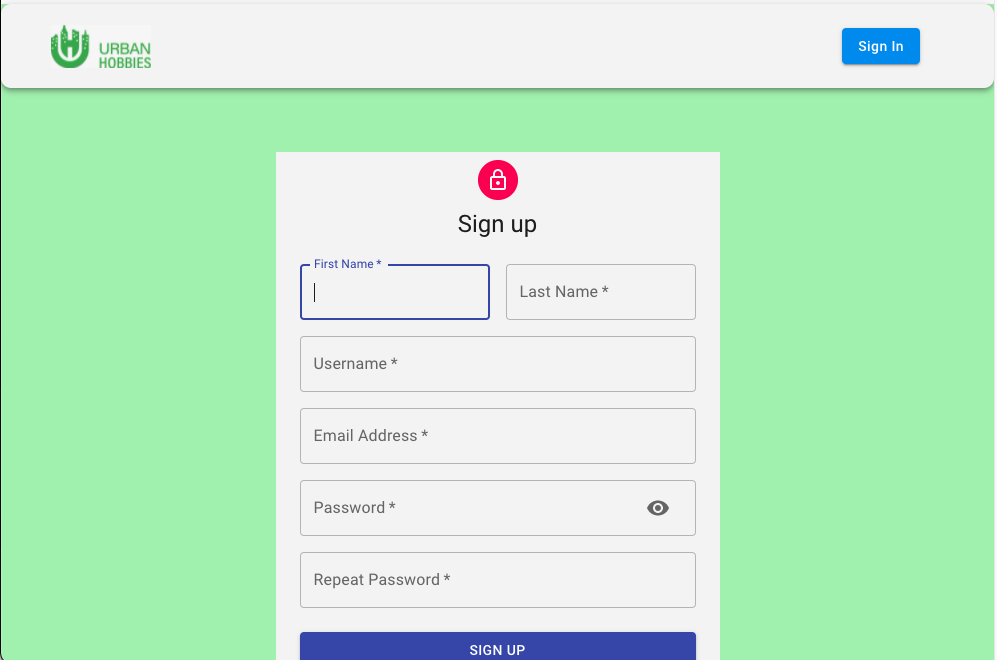 URBAN
HOBBIES
Sign In
Sign up
First Name *
Last Name *
Username *
Email Address *
Password *
Repeat Password *
SIGN UP